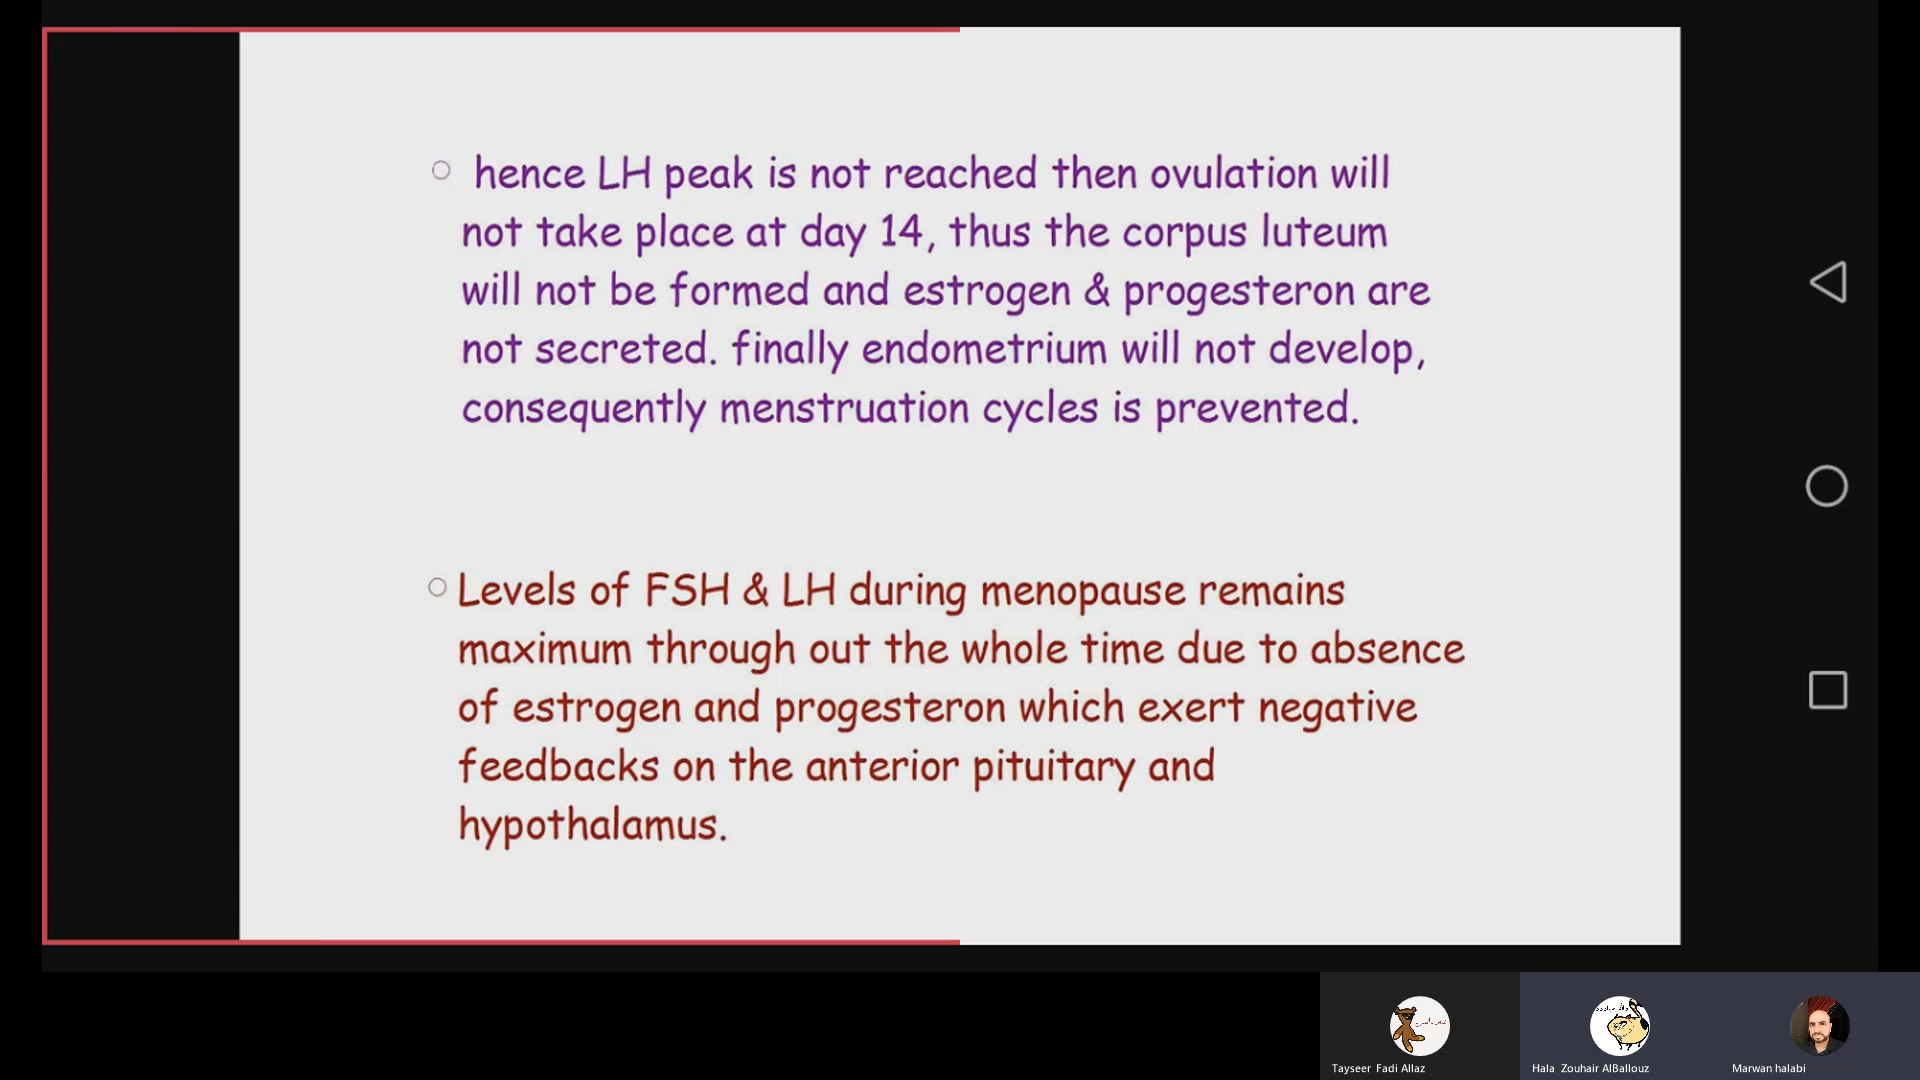 hence LH peak is not reached then ovulation will
not take place at day 14, thus the corpus luteum
will not be formed and estrogen & progesteron are
not secreted. finally endometrium will not develop,
consequently menstruation cycles is prevented.
Levels of FSH & LH during menopause remains
maximum through out the whole time due to absence
of estrogen and progesteron which exert negative
feedbacks on the anterior pituitary and
hypothalamus.
Tayseer Fadi Allaz
Hala Zouhair AlBallouz
Marwan halabi